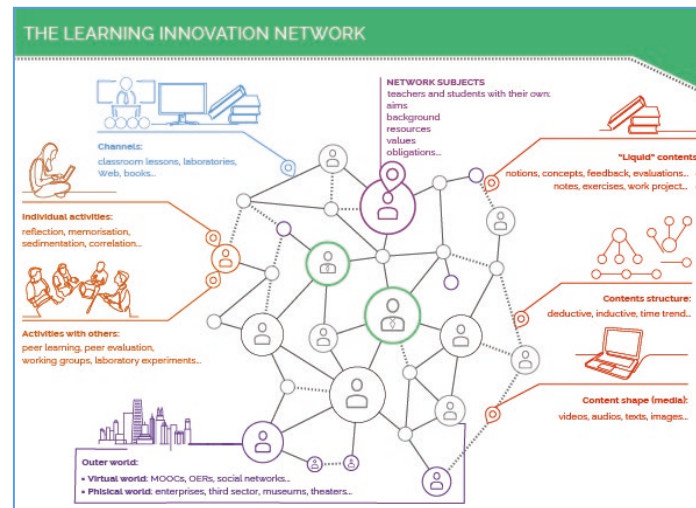 THE LEARNING INNOVATION NETWORK
NETWORK SUBJECTS
teachers and students with their own:
aims
background
resources
values
obligations...
Channels:
classroom lessons, laboratories,
Web, books...
"Liquid" contents:
notions, concepts, feedback, evaluations...
notes, exercises, work project...
Individual activities:
reflection, memorisation,
sedimentation, correlation...
Contents structure:
deductive, inductive, time trend...
Activities with others:
peer learning, peer evaluation,
working groups, laboratory experiments...
Content shape (media):
videos, audios, texts, images...
Outer world:
• Virtual world: MOOCs, OERs, social networks...
• Phisical world: enterprises, third sector, museums, theaters...